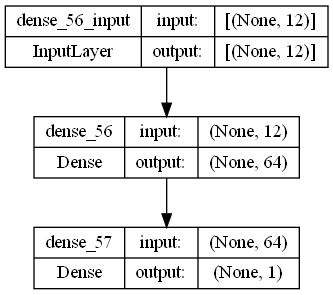 dense_56_input input: [(None, 12)]
InputLayer output: [(None, 12)]
dense_56 input: (None, 12)
Dense output: (None, 64)
dense_57 input: (None, 64)
Dense output: (None, 1)